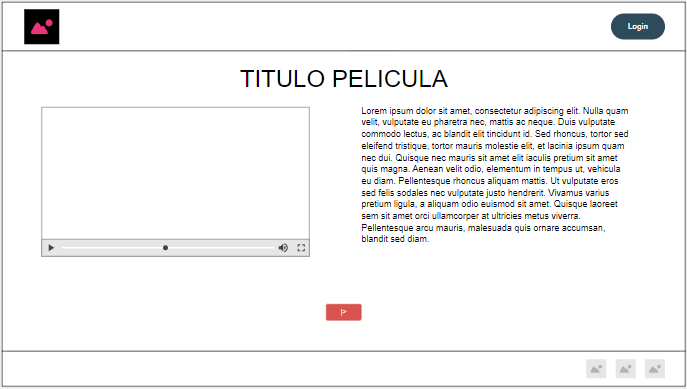 Login
TITULO PELICULA
Lorem ipsum dolor sit amet, consectetur adipiscing elit. Nulla quam
velit, vulputate eu pharetra nec, mattis ac neque. Duis vulputate
commodo lectus, ac blandit elit tincidunt id. Sed rhoncus, tortor sed
eleifend tristique, tortor mauris molestie elit, et lacinia ipsum quam
nec dui. Quisque nec mauris sit amet elit iaculis pretium sit amet
quis magna. Aenean velit odio, elementum in tempus ut, vehicula
eu diam. Pellentesque rhoncus aliquam mattis. Ut vulputate eros
sed felis sodales nec vulputate justo hendrerit. Vivamus varius
pretium ligula, a aliquam odio euismod sit amet. Quisque laoreet
sem sit amet orci ullamcorper at ultricies metus viverra.
Pellentesque arcu mauris, malesuada quis ornare accumsan,
blandit sed diam.